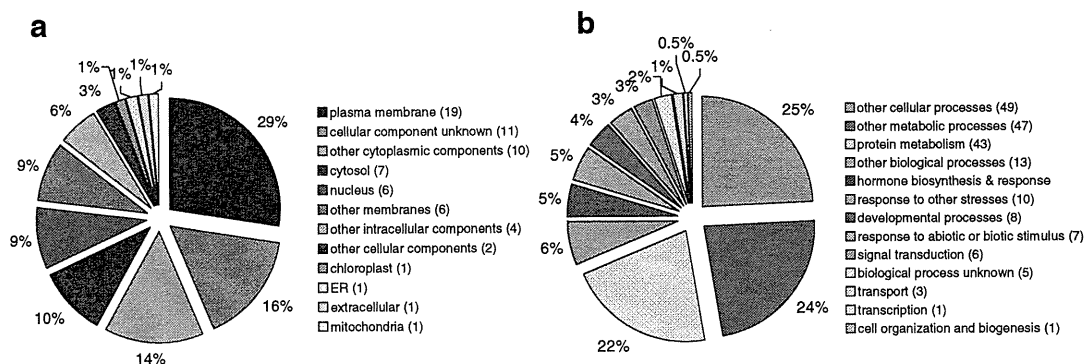 a
1%
1%
1%
1%
3%
6%
9%
9%
10%
14%
16%
29%
plasma membrane (19)
cellular component unknown (11)
other cytoplasmic components (10)
cytosol (7)
nucleus (6)
other membranes (6)
other intracellular components (4)
other cellular components (2)
chloroplast (1)
ER (1)
extracellular (1)
mitochondria (1)
b
0.5%
0.5%
1%
2%
3%
3%
4%
5%
5%
6%
22%
24%
25%
other cellular processes (49)
other metabolic processes (47)
protein metabolism (43)
other biological processes (13)
hormone biosynthesis & response
response to other stresses (10)
developmental processes (8)
response to abiotic or biotic stimulus (7)
signal transduction (6)
biological process unknown (5)
transport (3)
transcription (1)
cell organization and biogenesis (1)